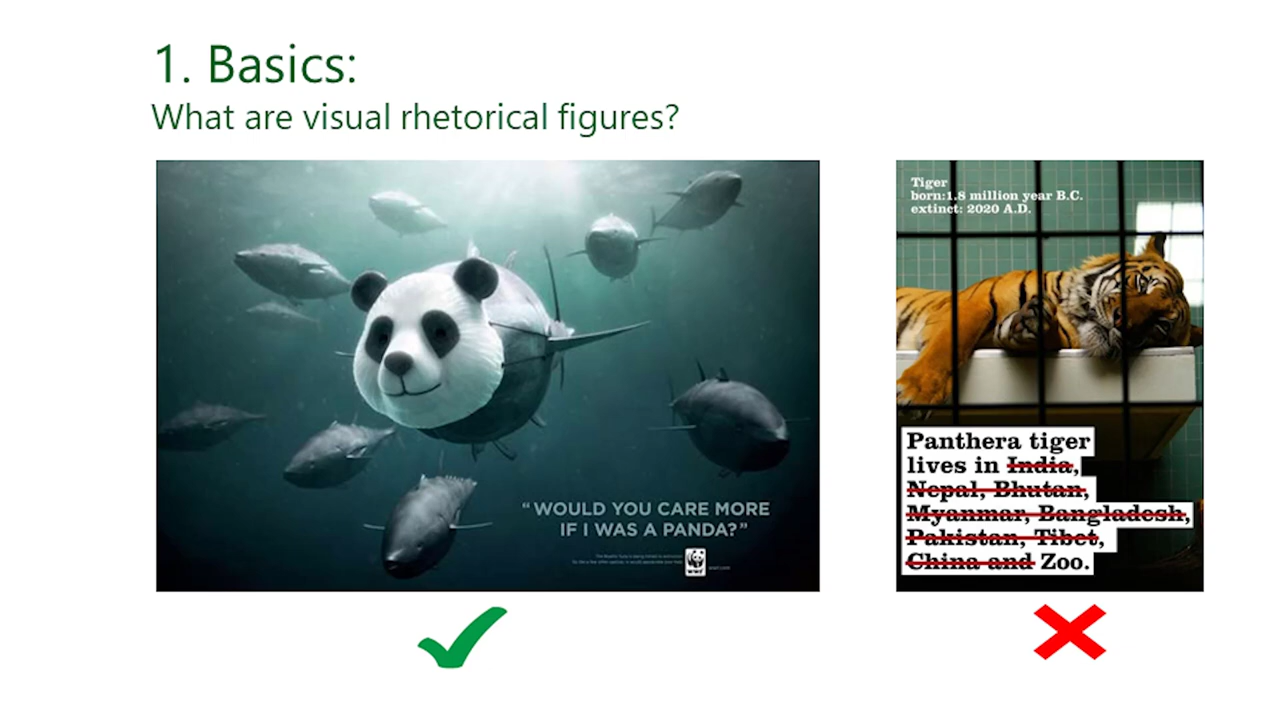 1. Basics:
What are visual rhetorical figures?
“WOULD YOU CARE MORE
IF I WAS A PANDA?”
WWF
Tiger
born:1.8 million year B.C.
extinct: 2020 A.D.
Panthera tiger
lives in India,
Nepal, Bhutan,
Myanmar, Bangladesh,
Pakistan, Tibet,
China and Zoo.